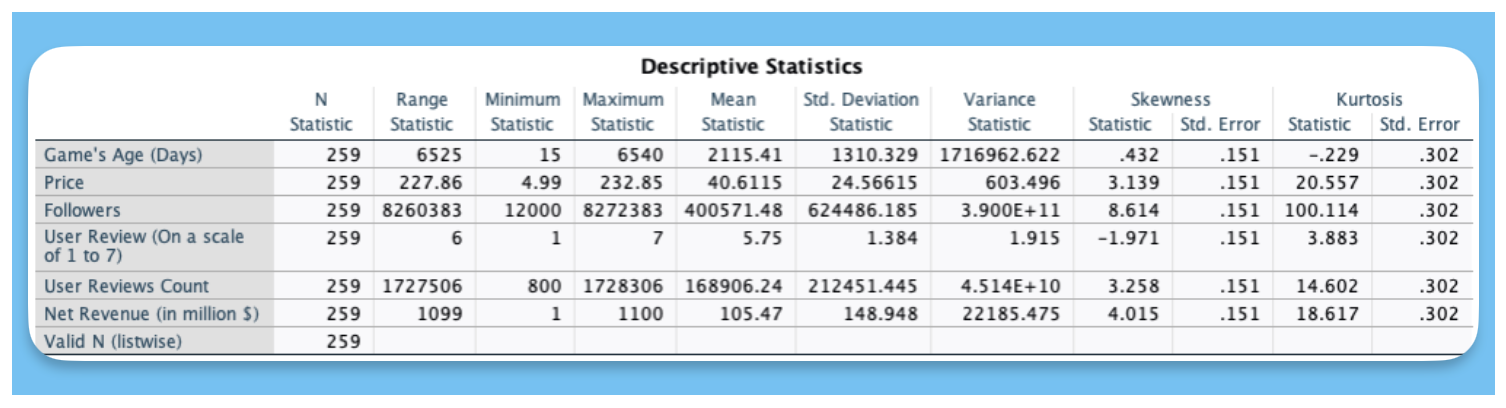 Descriptive Statistics
N Range Minimum Maximum Mean Std. Deviation Variance Skewness Kurtosis
Statistic Statistic Statistic Statistic Statistic Statistic Statistic Statistic Std. Error Statistic Std. Error
Game's Age (Days) 259 6525 15 6540 2115.41 1310.329 1716962.622 .432 .151 -.229 .302
Price 259 227.86 4.99 232.85 40.6115 24.56615 603.496 3.139 .151 20.557 .302
Followers 259 8260383 12000 8272383 400571.48 624486.185 3.900E+11 8.614 .151 100.114 .302
User Review (On a scale 259 6 1 7 5.75 1.384 1.915 -1.971 .151 3.883 .302
of 1 to 7)
User Reviews Count 259 1727506 800 1728306 168906.24 212451.445 4.514E+10 3.258 .151 14.602 .302
Net Revenue (in million $) 259 1099 1 1100 105.47 148.948 22185.475 4.015 .151 18.617 .302
Valid N (listwise) 259